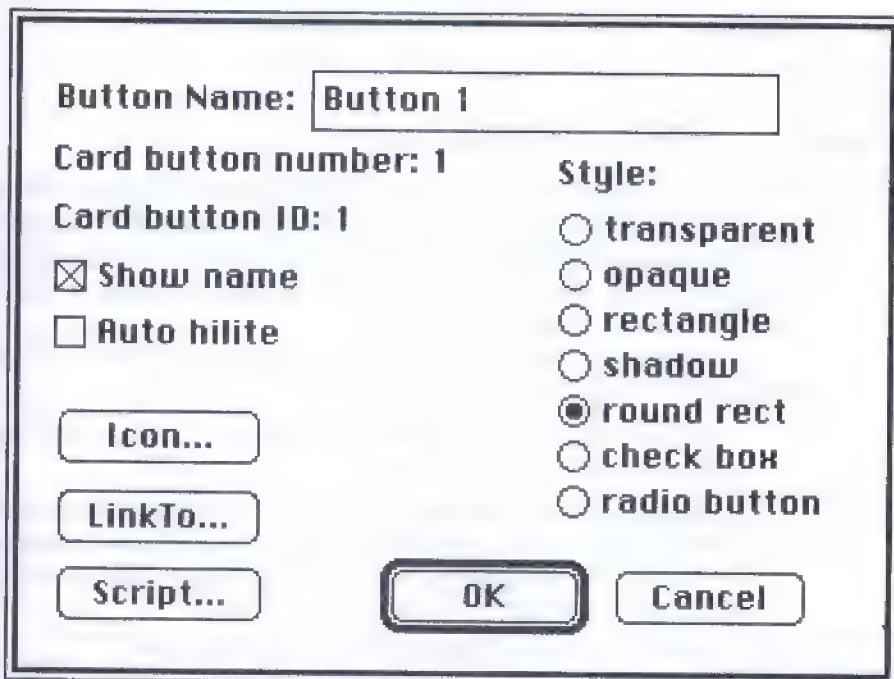 Button Name: Button 1
Card button number: 1
Card button ID: 1
Show name
Auto hilite
Style:
transparent
opaque
rectangle
shadow
round rect
check box
radio button
Icon...
LinkTo...
Script...
OK
Cancel